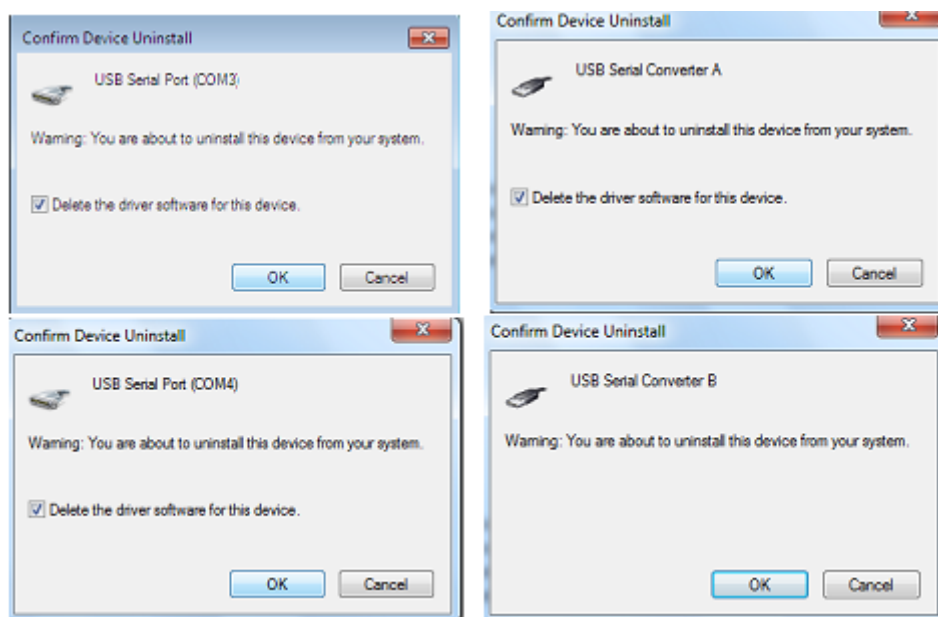 Confirm Device Uninstall
USB Serial Port (COM3)
Warning: You are about to uninstall this device from your system.
Delete the driver software for this device.
OK
Cancel
Confirm Device Uninstall
USB Serial Converter A
Warning: You are about to uninstall this device from your system.
Delete the driver software for this device.
OK
Cancel
Confirm Device Uninstall
USB Serial Port (COM4)
Warning: You are about to uninstall this device from your system.
Delete the driver software for this device.
OK
Cancel
Confirm Device Uninstall
USB Serial Converter B
Warning: You are about to uninstall this device from your system.
OK
Cancel